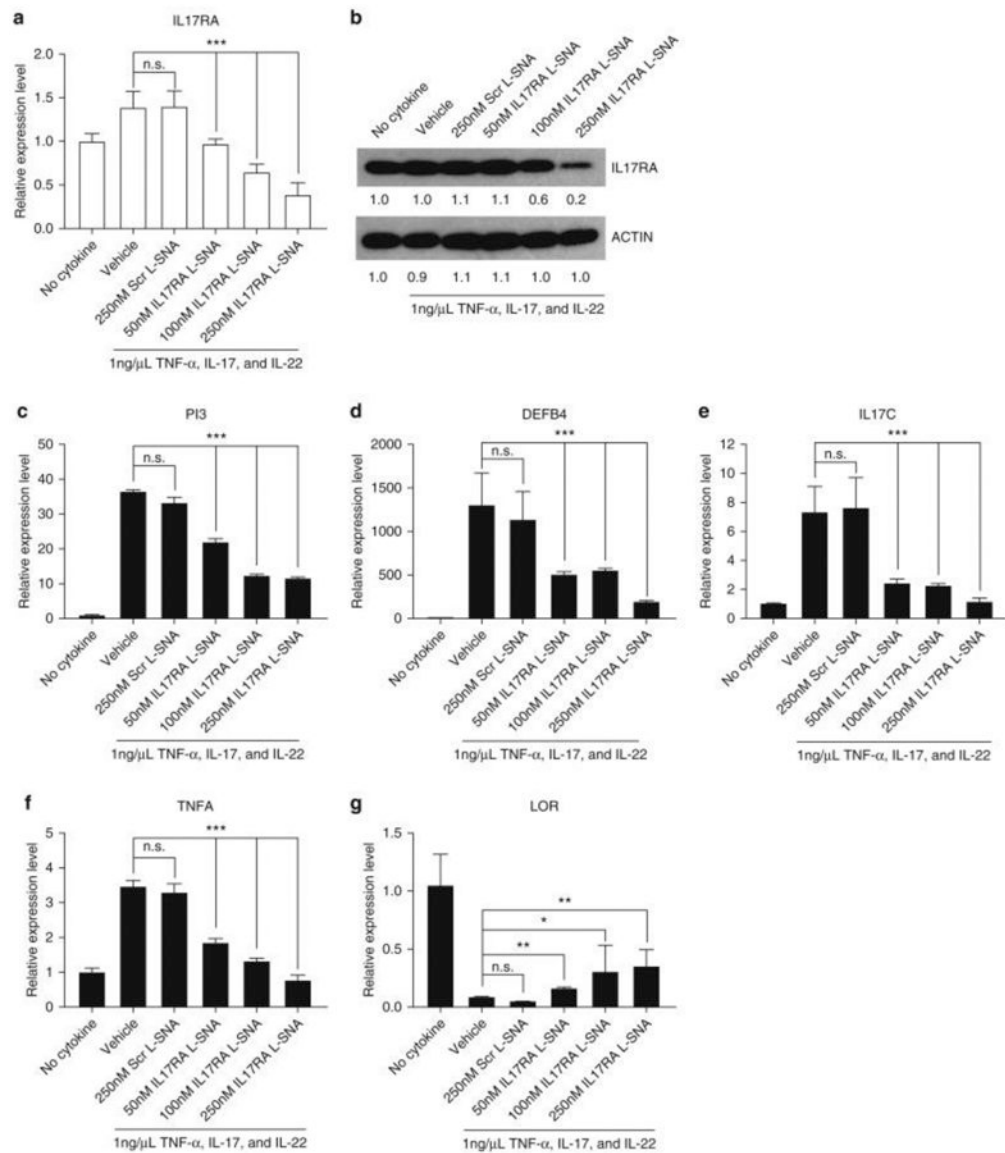 a
IL17RA
Relative expression level
2.0
1.5
1.0
0.5
0.0
n.s.
***
No cytokine
Vehicle
250nM Scr L-SNA
50nM IL17RA L-SNA
100nM IL17RA L-SNA
250nM IL17RA L-SNA
1ng/μL TNF-α, IL-17, and IL-22
b
No cytokine
Vehicle
250nM Scr L-SNA
50nM IL17RA L-SNA
100nM IL17RA L-SNA
250nM IL17RA L-SNA
IL17RA
1.0 1.0 1.1 1.1 0.6 0.2
ACTIN
1.0 0.9 1.1 1.1 1.0 1.0
1ng/μL TNF-α, IL-17, and IL-22
c
PI3
Relative expression level
50
40
30
20
10
0
n.s.
***
No cytokine
Vehicle
250nM Scr L-SNA
50nM IL17RA L-SNA
100nM IL17RA L-SNA
250nM IL17RA L-SNA
1ng/μL TNF-α, IL-17, and IL-22
d
DEFB4
Relative expression level
2000
1500
1000
500
0
n.s.
***
No cytokine
Vehicle
250nM Scr L-SNA
50nM IL17RA L-SNA
100nM IL17RA L-SNA
250nM IL17RA L-SNA
1ng/μL TNF-α, IL-17, and IL-22
e
IL17C
Relative expression level
12
10
8
6
4
2
0
n.s.
***
No cytokine
Vehicle
250nM Scr L-SNA
50nM IL17RA L-SNA
100nM IL17RA L-SNA
250nM IL17RA L-SNA
1ng/μL TNF-α, IL-17, and IL-22
f
TNFA
Relative expression level
5
4
3
2
1
0
n.s.
***
No cytokine
Vehicle
250nM Scr L-SNA
50nM IL17RA L-SNA
100nM IL17RA L-SNA
250nM IL17RA L-SNA
1ng/μL TNF-α, IL-17, and IL-22
g
LOR
Relative expression level
1.5
1.0
0.5
0.0
**
*
**
n.s.
No cytokine
Vehicle
250nM Scr L-SNA
50nM IL17RA L-SNA
100nM IL17RA L-SNA
250nM IL17RA L-SNA
1ng/μL TNF-α, IL-17, and IL-22